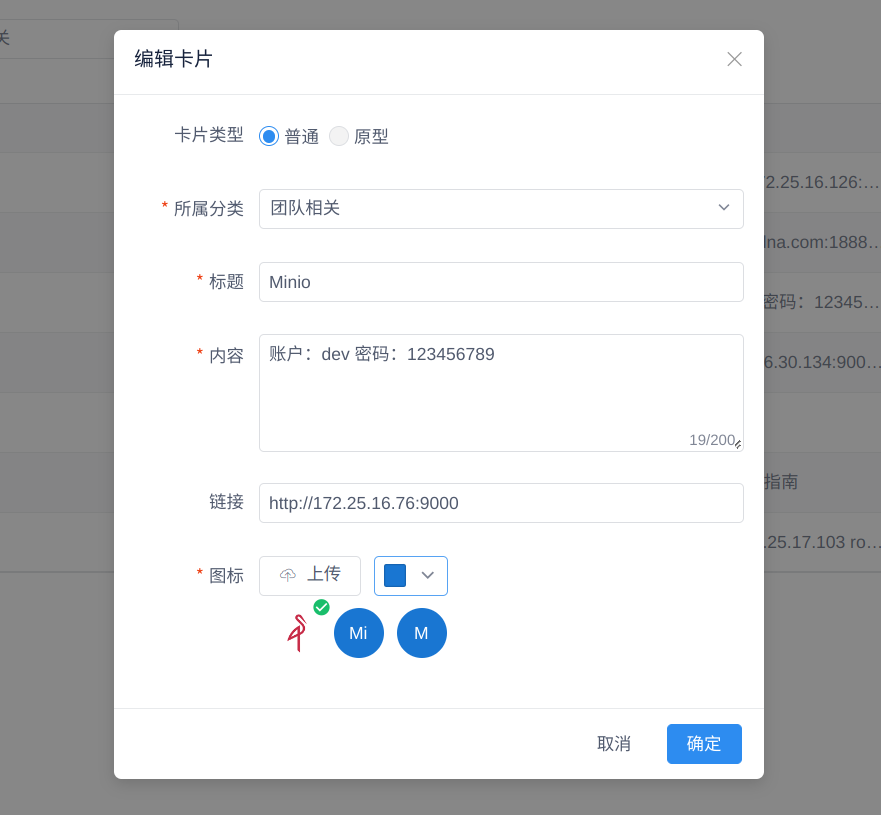 关
编辑卡片
卡片类型 普通 原型
* 所属分类 团队相关
* 标题 Minio
* 内容 账户：dev 密码：123456789
19/200
链接 http://172.25.16.76:9000
* 图标 上传
Mi M
取消 确定
2.25.16.126:...
lna.com:1888...
密码：12345...
6.30.134:900...
指南
.25.17.103 ro...